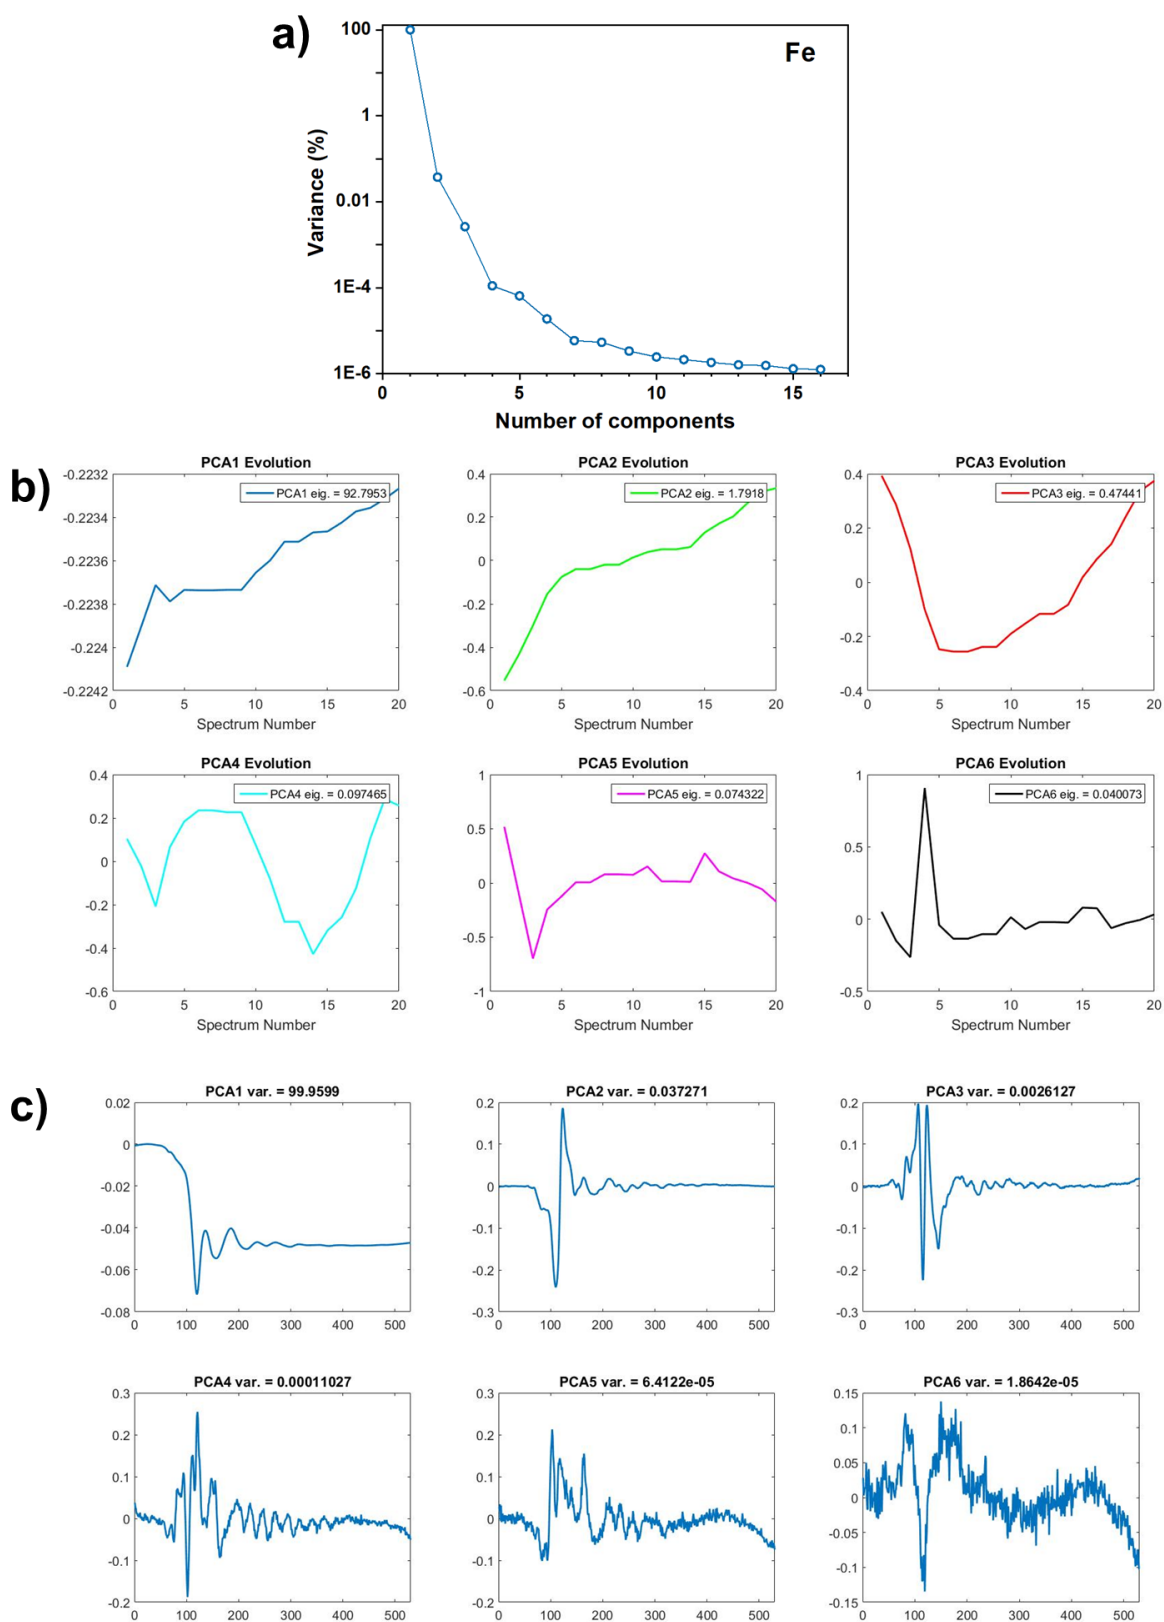 a)
Fe
Variance (%)
100
1
0.01
1E-4
1E-6
0 5 10 15
Number of components
b)
PCA1 Evolution
PCA1 eig. = 92.7953
-0.2232
-0.2234
-0.2236
-0.2238
-0.224
-0.2242
0 5 10 15 20
Spectrum Number
PCA2 Evolution
PCA2 eig. = 1.7918
0.4
0.2
0
-0.2
-0.4
-0.6
0 5 10 15 20
Spectrum Number
PCA3 Evolution
PCA3 eig. = 0.47441
0.4
0.2
0
-0.2
-0.4
0 5 10 15 20
Spectrum Number
PCA4 Evolution
PCA4 eig. = 0.097465
0.4
0.2
0
-0.2
-0.4
-0.6
0 5 10 15 20
Spectrum Number
PCA5 Evolution
PCA5 eig. = 0.074322
1
0.5
0
-0.5
-1
0 5 10 15 20
Spectrum Number
PCA6 Evolution
PCA6 eig. = 0.040073
1
0.5
0
-0.5
0 5 10 15 20
Spectrum Number
c)
PCA1 var. = 99.9599
0.02
0
-0.02
-0.04
-0.06
-0.08
0 100 200 300 400 500
PCA2 var. = 0.037271
0.2
0.1
0
-0.1
-0.2
-0.3
0 100 200 300 400 500
PCA3 var. = 0.0026127
0.2
0.1
0
-0.1
-0.2
-0.3
0 100 200 300 400 500
PCA4 var. = 0.00011027
0.3
0.2
0.1
0
-0.1
-0.2
0 100 200 300 400 500
PCA5 var. = 6.4122e-05
0.3
0.2
0.1
0
-0.1
-0.2
0 100 200 300 400 500
PCA6 var. = 1.8642e-05
0.15
0.1
0.05
0
-0.05
-0.1
-0.15
0 100 200 300 400 500